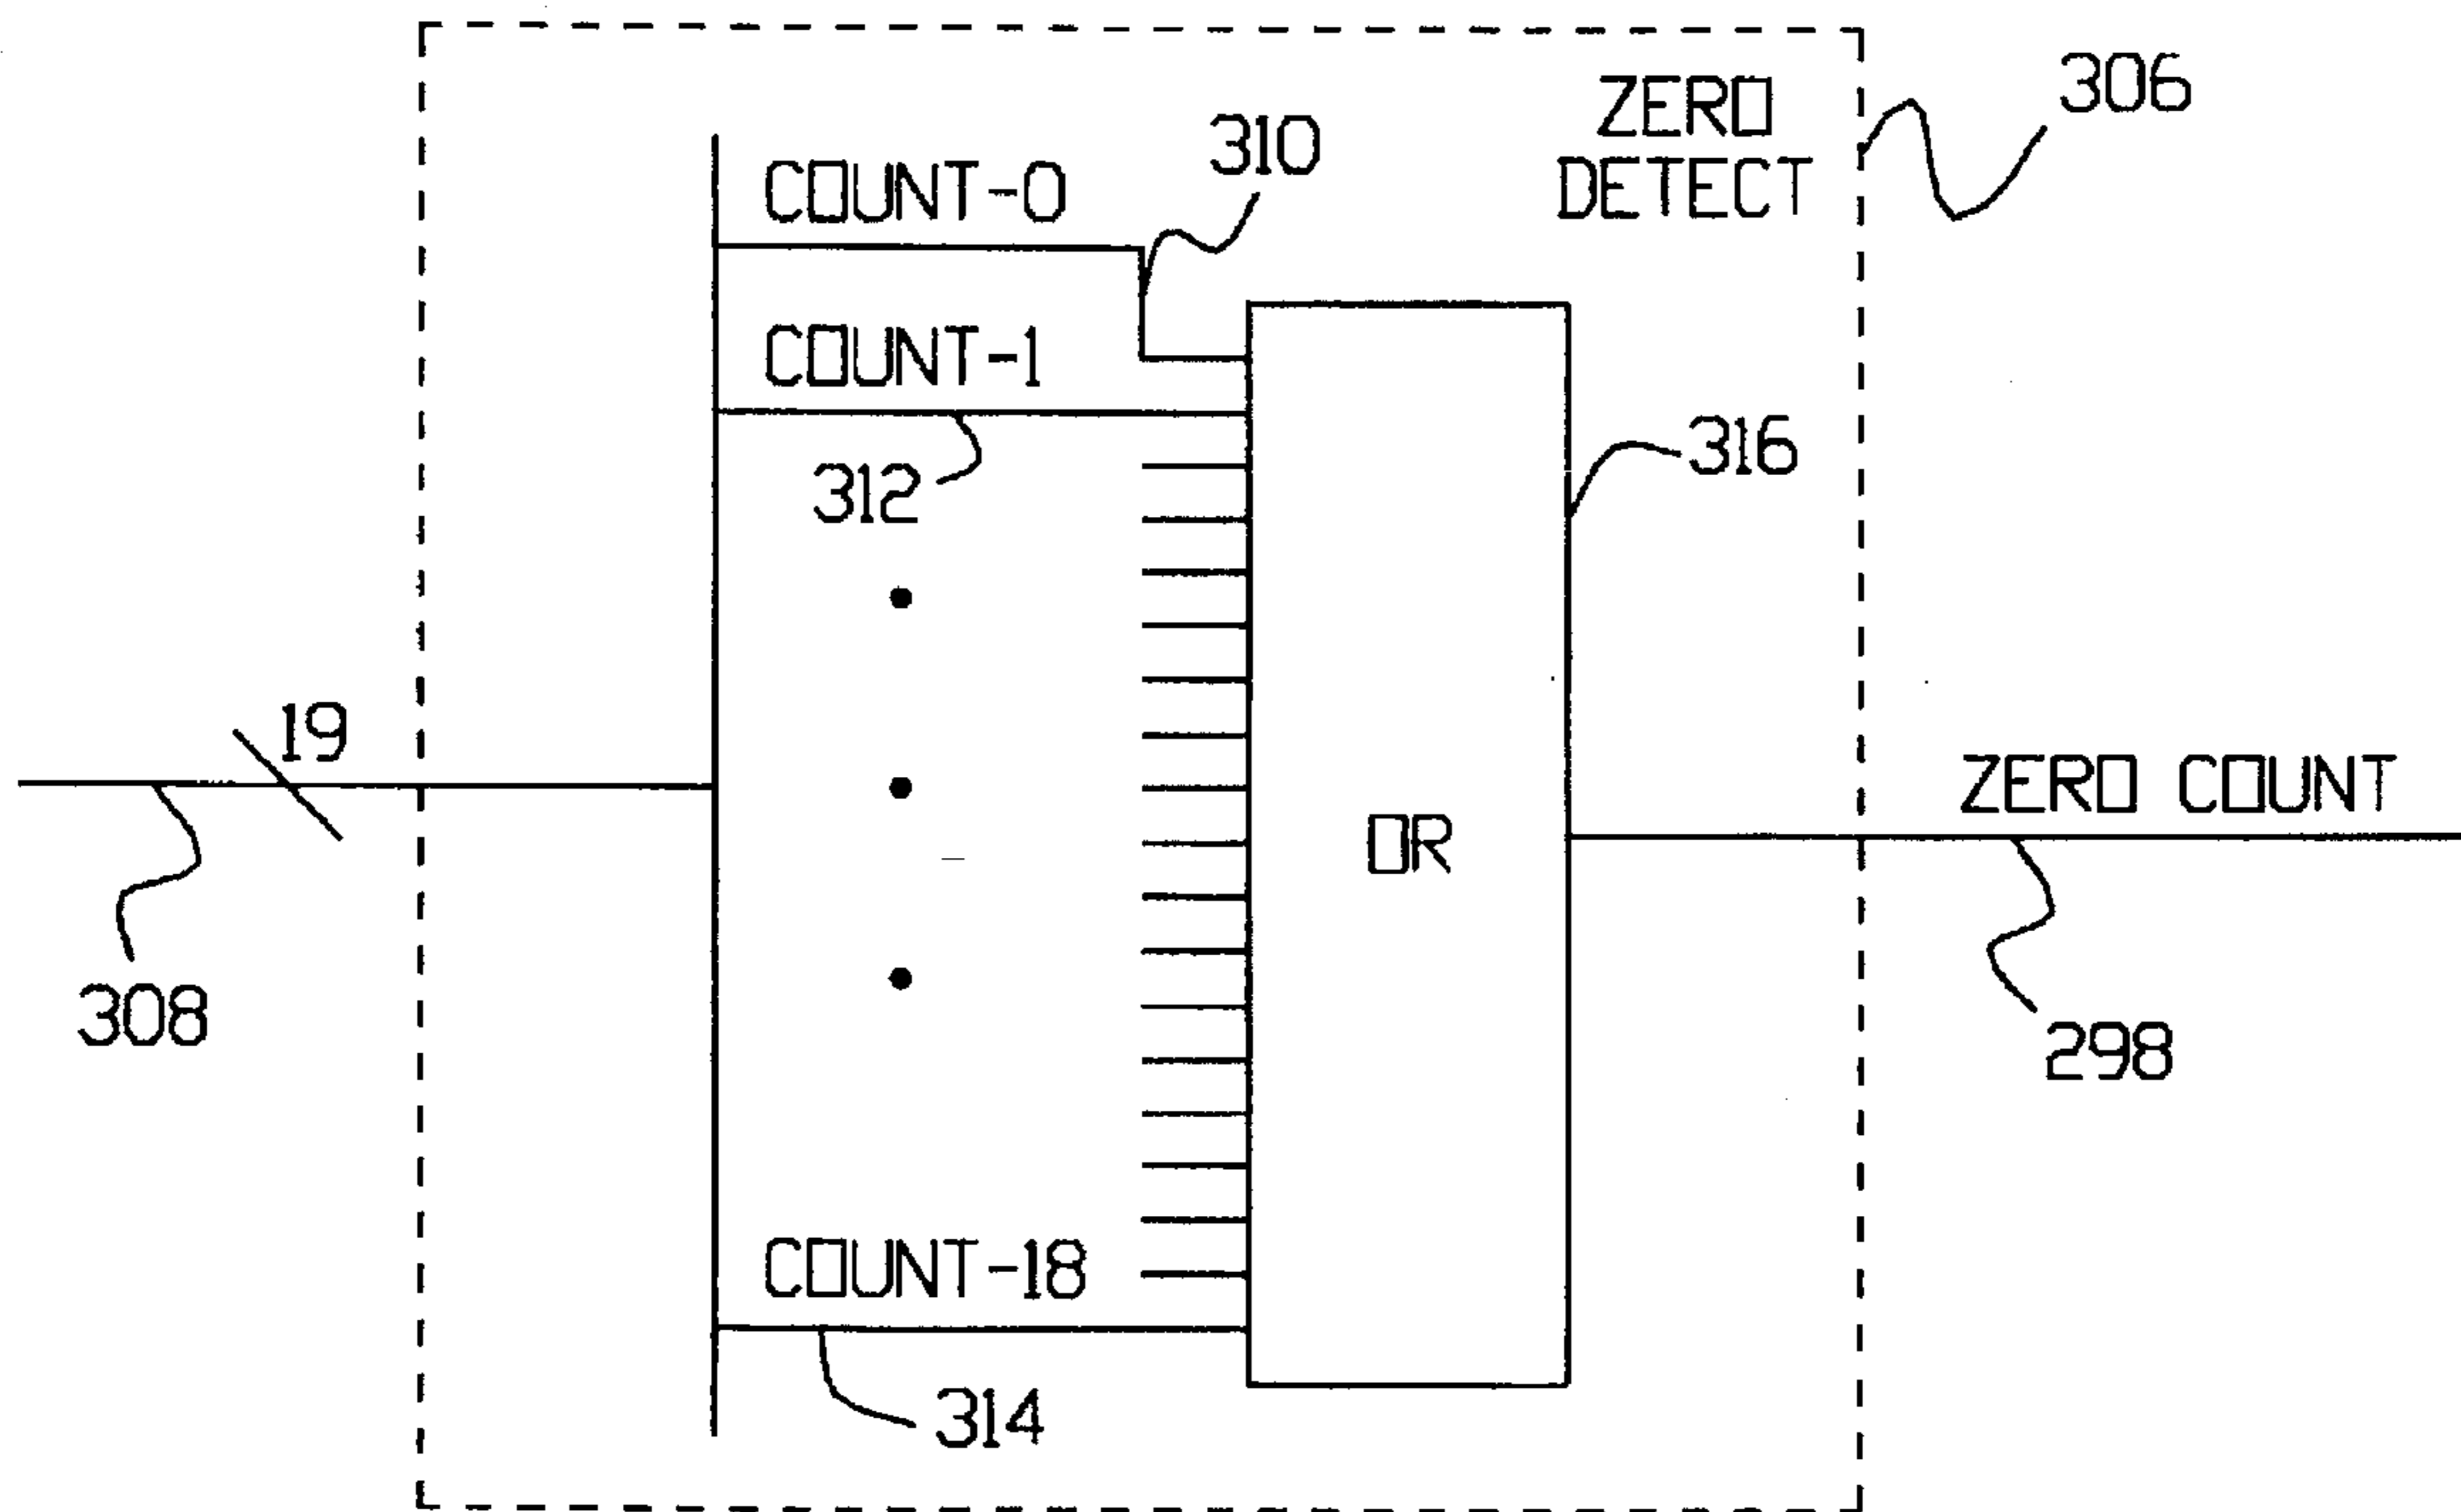 306
ZERO
DETECT
310
COUNT-0
COUNT-1
316
312
19
ZERO COUNT
OR
308
298
COUNT-18
314